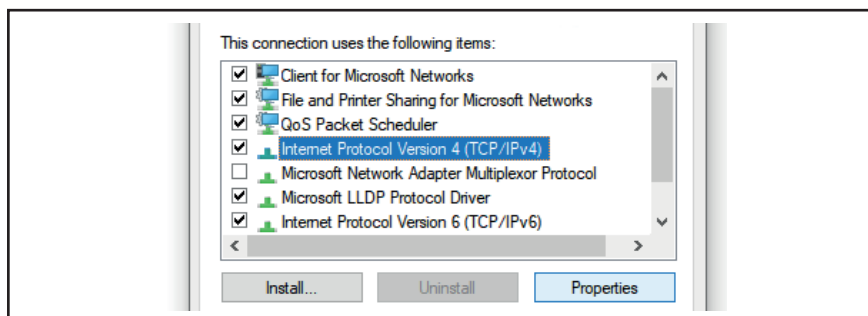 This connection uses the following items:
Client for Microsoft Networks
File and Printer Sharing for Microsoft Networks
QoS Packet Scheduler
Internet Protocol Version 4 (TCP/IPv4)
Microsoft Network Adapter Multiplexor Protocol
Microsoft LLDP Protocol Driver
Internet Protocol Version 6 (TCP/IPv6)
Install... Uninstall Properties